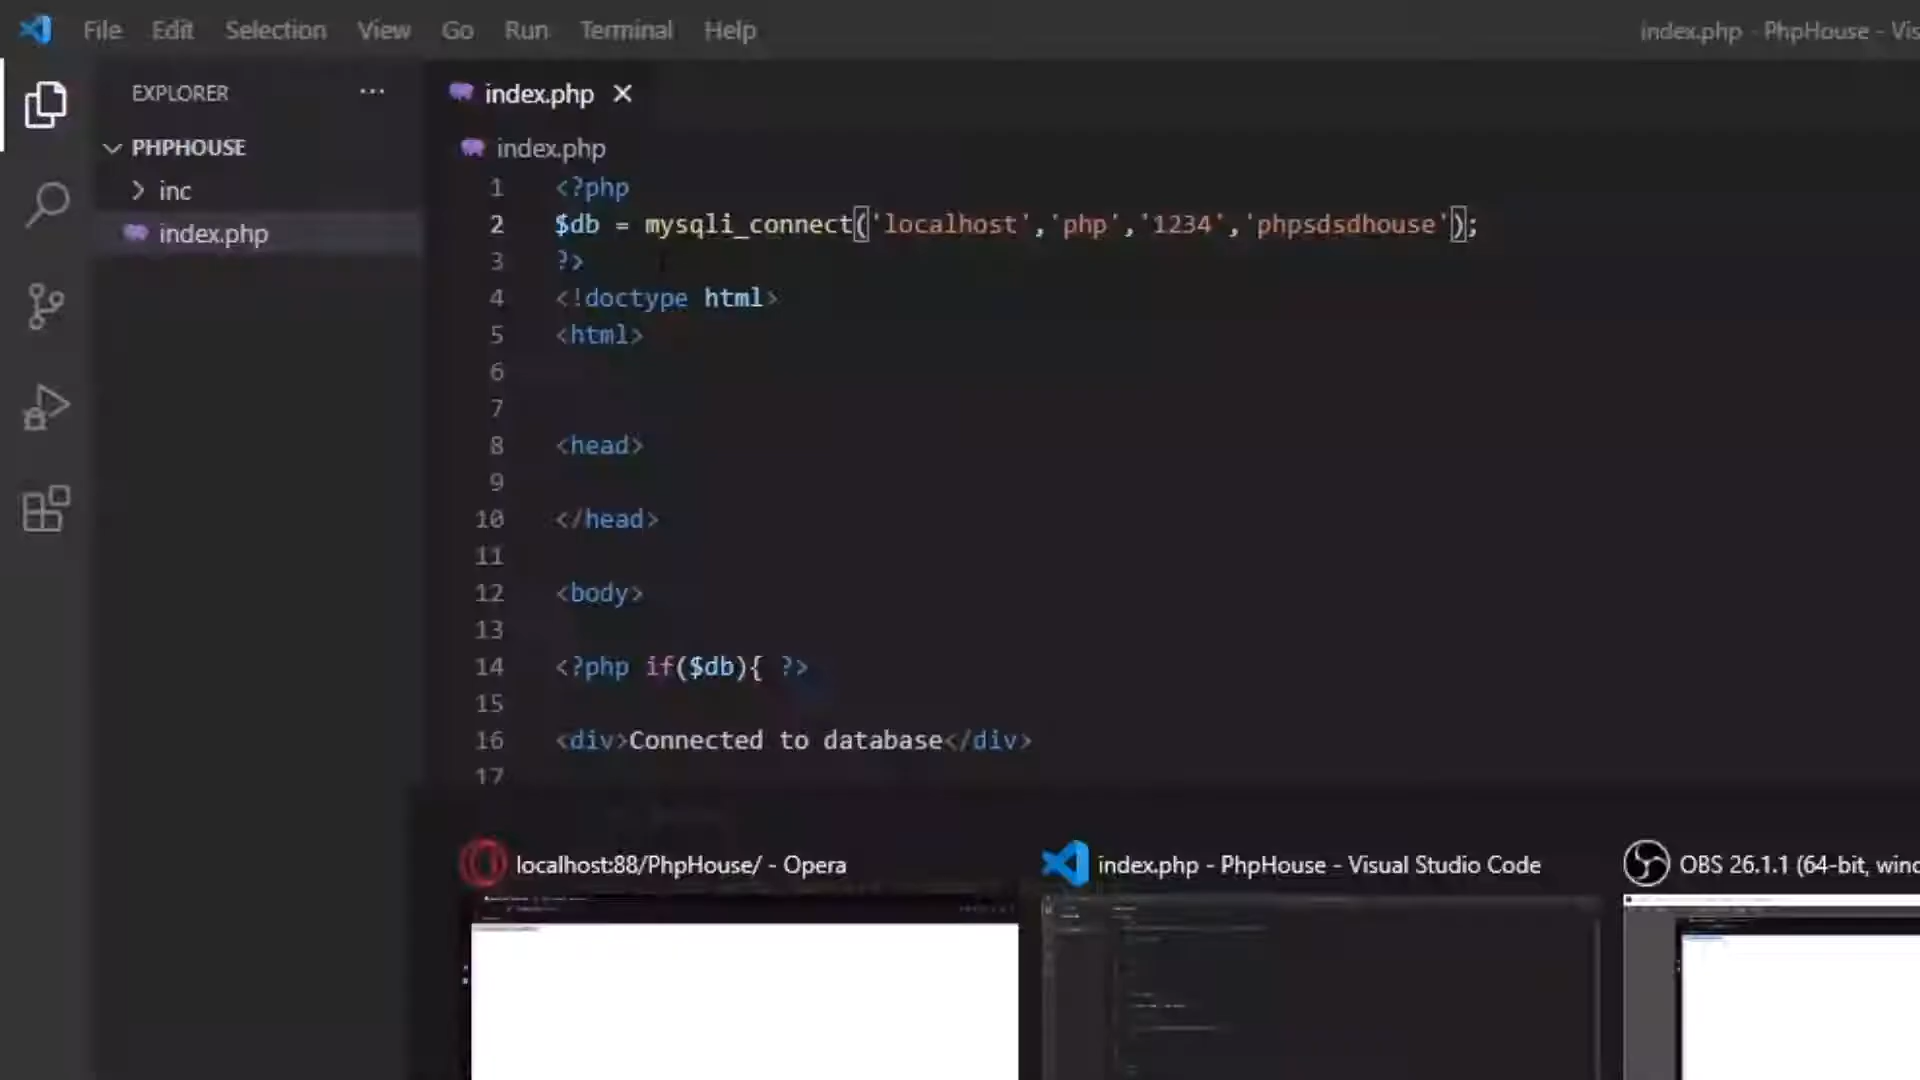 File Edit Selection View Go Run Terminal Help
index.php - PhpHouse - Vis
EXPLORER
PHPHOUSE
inc
index.php
index.php
index.php
1 <?php
2 $db = mysqli_connect('localhost','php','1234','phpsdsdhouse');
3 ?>
4 <!doctype html>
5 <html>
6
7
8 <head>
9
10 </head>
11
12 <body>
13
14 <?php if($db){ ?>
15
16 <div>Connected to database</div>
17
localhost:88/PhpHouse/ - Opera
index.php - PhpHouse - Visual Studio Code
OBS 26.1.1 (64-bit, wind